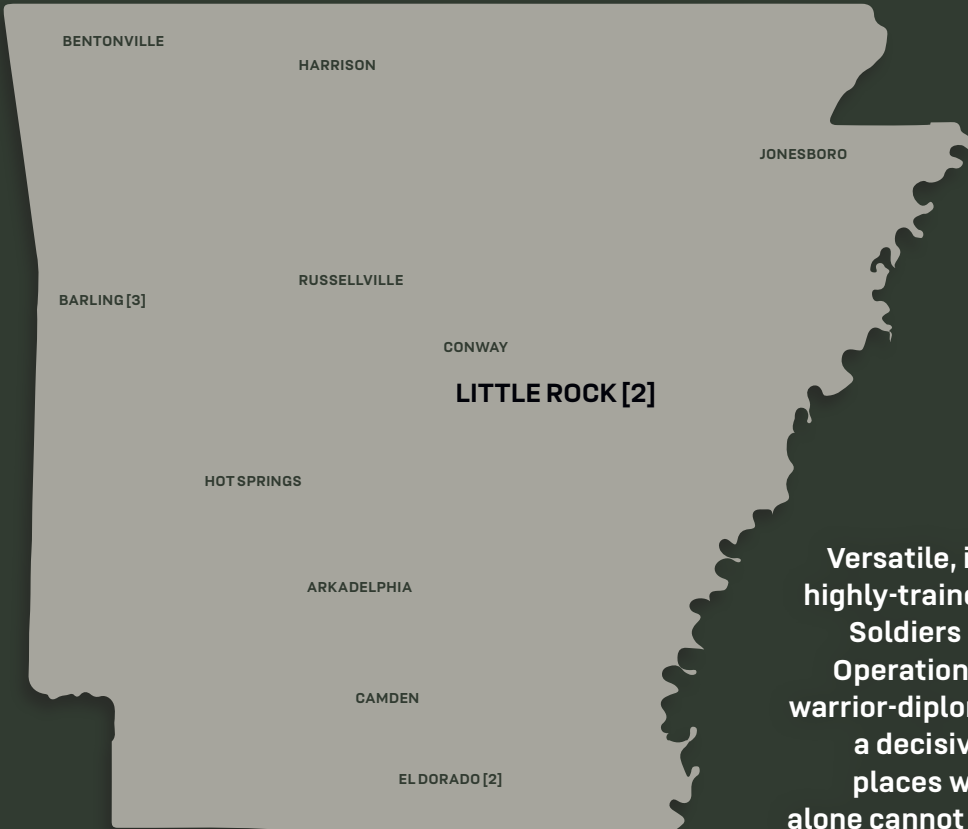 BENTONVILLE
HARRISON
JONESBORO
RUSSELLVILLE
BARLING [3]
CONWAY
LITTLE ROCK [2]
HOT SPRINGS
ARKADELPHIA
CAMDEN
EL DORADO [2]
Versatile,
highly-traine
Soldiers
Operation
warrior-diplo
a decisiv
places w
alone cannot